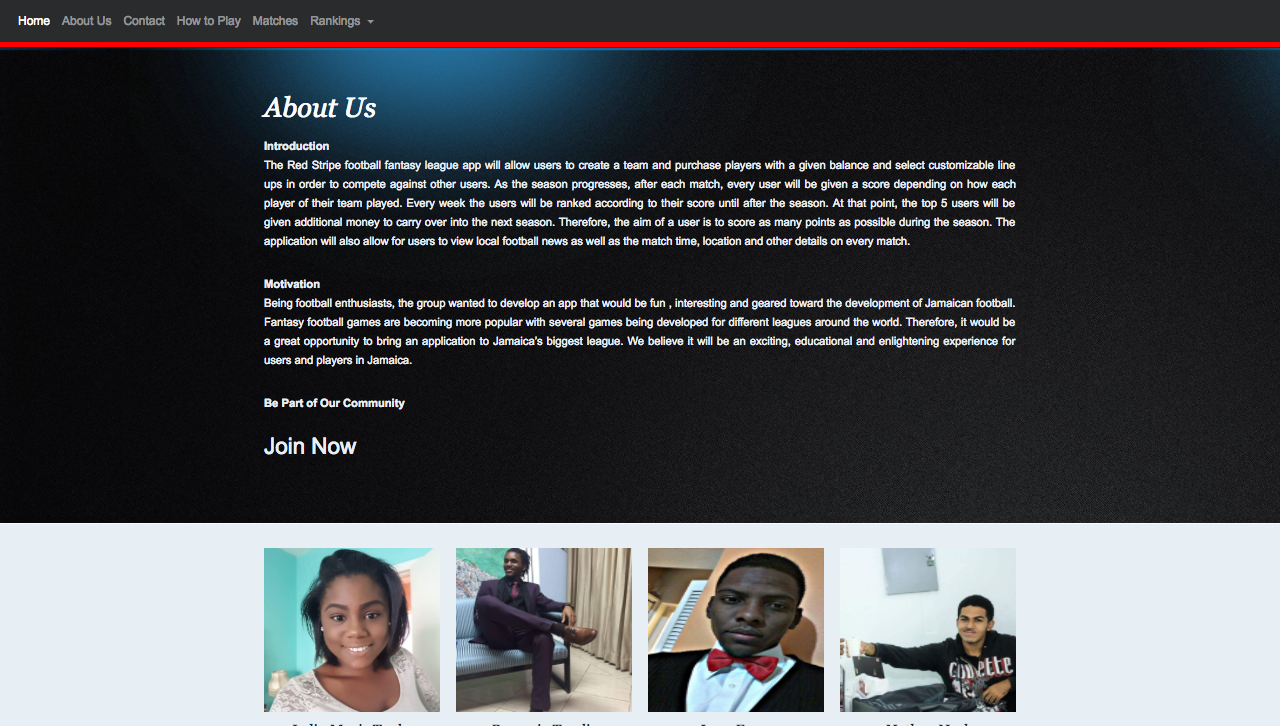 Home About Us Contact How to Play Matches Rankings
About Us
Introduction
The Red Stripe football fantasy league app will allow users to create a team and purchase players with a given balance and select customizable line
ups in order to compete against other users. As the season progresses, after each match, every user will be given a score depending on how each
player of their team played. Every week the users will be ranked according to their score until after the season. At that point, the top 5 users will be
given additional money to carry over into the next season. Therefore, the aim of a user is to score as many points as possible during the season. The
application will also allow for users to view local football news as well as the match time, location and other details on every match.
Motivation
Being football enthusiasts, the group wanted to develop an app that would be fun , interesting and geared toward the development of Jamaican football.
Fantasy football games are becoming more popular with several games being developed for different leagues around the world. Therefore, it would be
a great opportunity to bring an application to Jamaica's biggest league. We believe it will be an exciting, educational and enlightening experience for
users and players in Jamaica.
Be Part of Our Community
Join Now